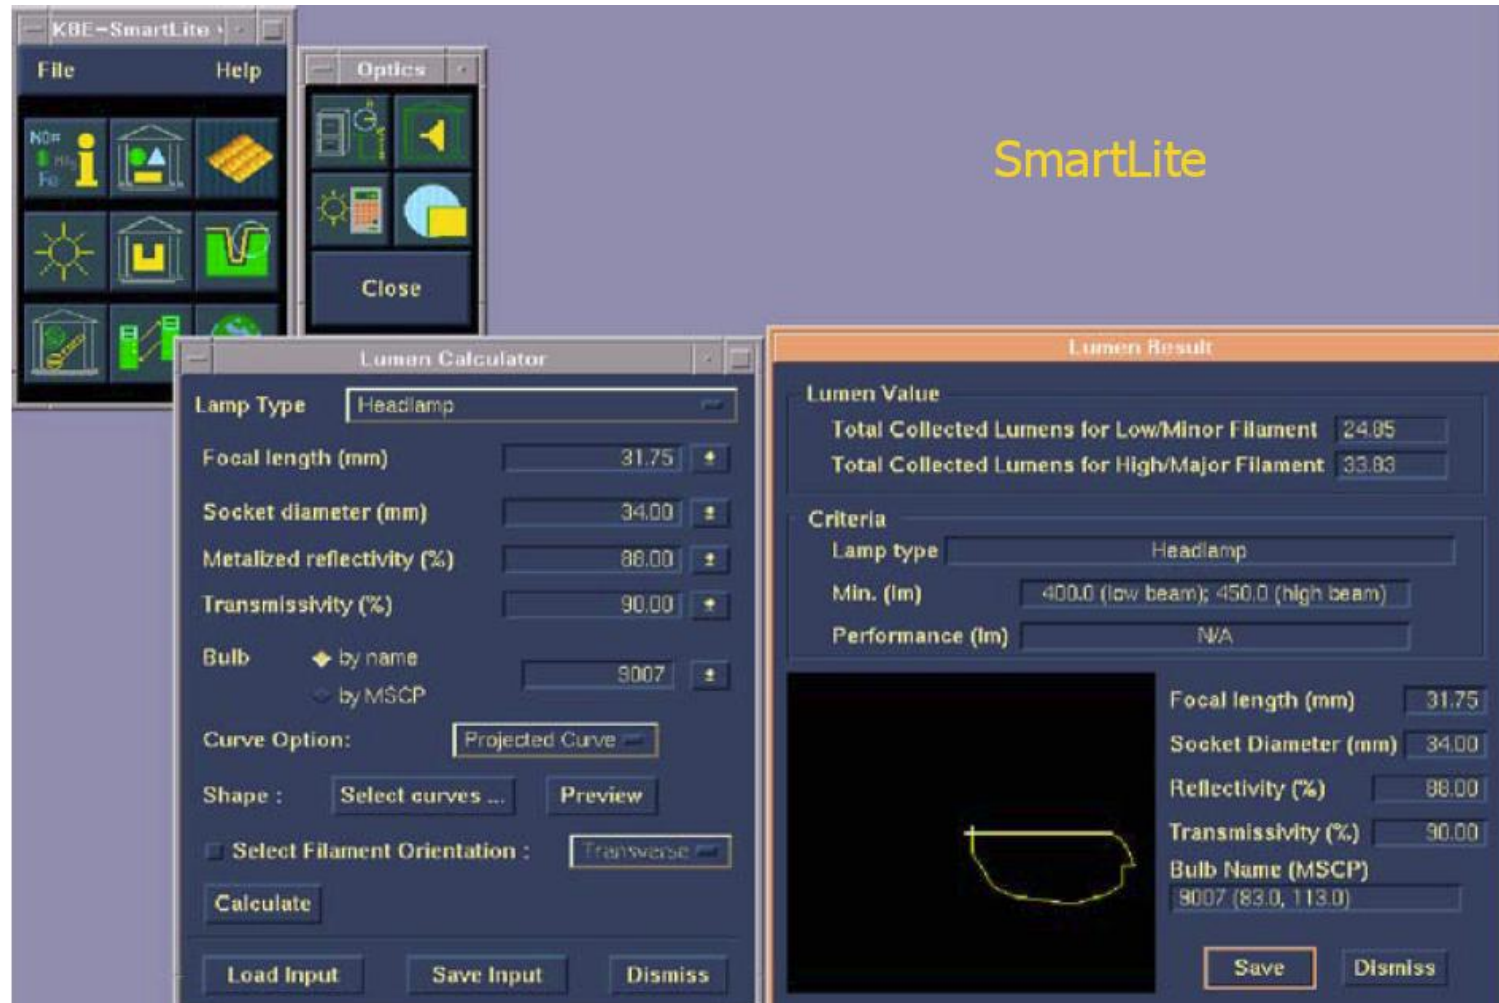 KBE-SmartLite
File Help
Optics
SmartLite
Close
Lumen Calculator
Lamp Type Headlamp
Focal length (mm) 31.75
Socket diameter (mm) 34.00
Metalized reflectivity (%) 88.00
Transmissivity (%) 90.00
Bulb by name 9007
by MSCP
Curve Option: Projected Curve
Shape : Select curves ... Preview
Select Filament Orientation : Transverse
Calculate
Load Input Save Input Dismiss
Lumen Result
Lumen Value
Total Collected Lumens for Low/Minor Filament 24.85
Total Collected Lumens for High/Major Filament 33.83
Criteria
Lamp type Headlamp
Min. (lm) 400.0 (low beam); 450.0 (high beam)
Performance (lm) N/A
Focal length (mm) 31.75
Socket Diameter (mm) 34.00
Reflectivity (%) 88.00
Transmissivity (%) 90.00
Bulb Name (MSCP)
9007 (83.0, 113.0)
Save Dismiss